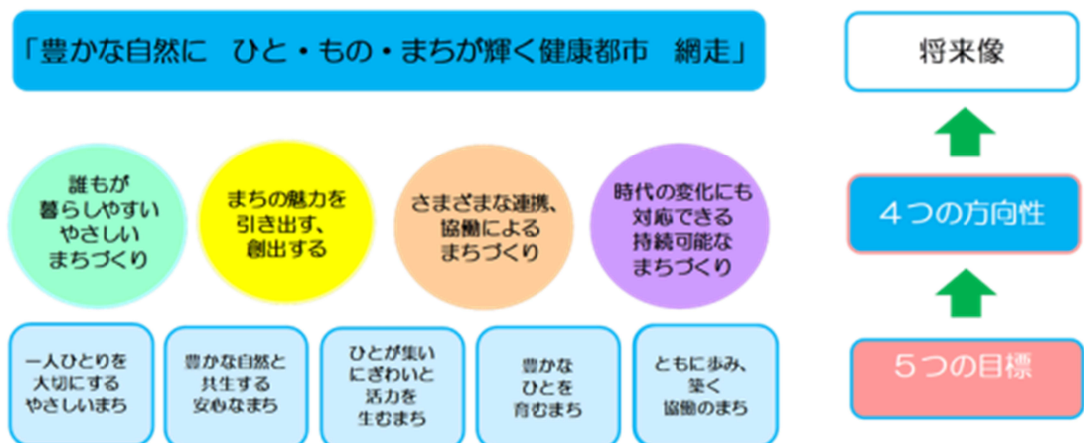 「豊かな自然に　ひと・もの・まちが輝く健康都市　網走」
将来像
誰もが
暮らしやすい
やさしい
まちづくり
まちの魅力を
引き出す、
創出する
さまざまな連携、
協働による
まちづくり
時代の変化にも
対応できる
持続可能な
まちづくり
４つの方向性
一人ひとりを
大切にする
やさしいまち
豊かな自然と
共生する
安心なまち
ひとが集い
にぎわいと
活力を
生むまち
豊かな
ひとを
育むまち
ともに歩み、
築く
協働のまち
５つの目標